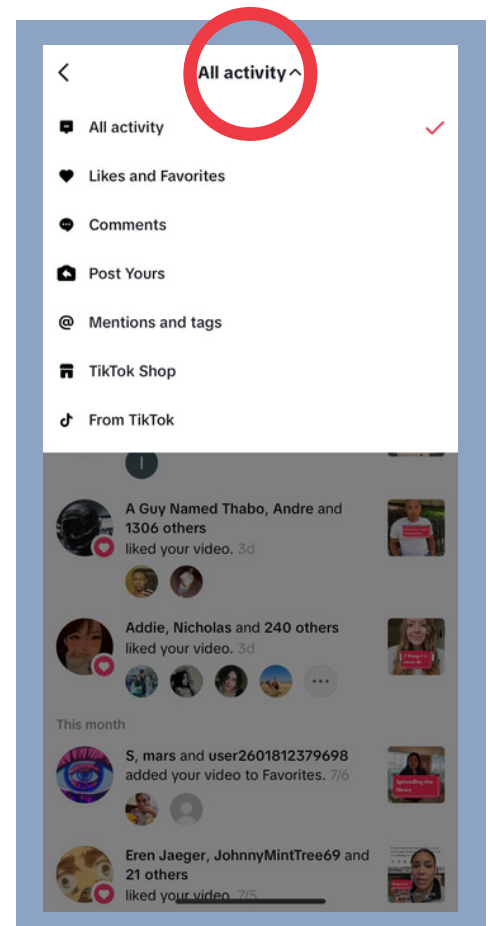 All activity
All activity
Likes and Favorites
Comments
Post Yours
@ Mentions and tags
TikTok Shop
From TikTok
I
A Guy Named Thabo, Andre and
1306 others
liked your video. 3d
Addie, Nicholas and 240 others
liked your video. 3d
This month
S, mars and user2601812379698
added your video to Favorites. 7/6
Spreading the
News
Eren Jaeger, JohnnyMintTree69 and
21 others
liked your video. 7/5